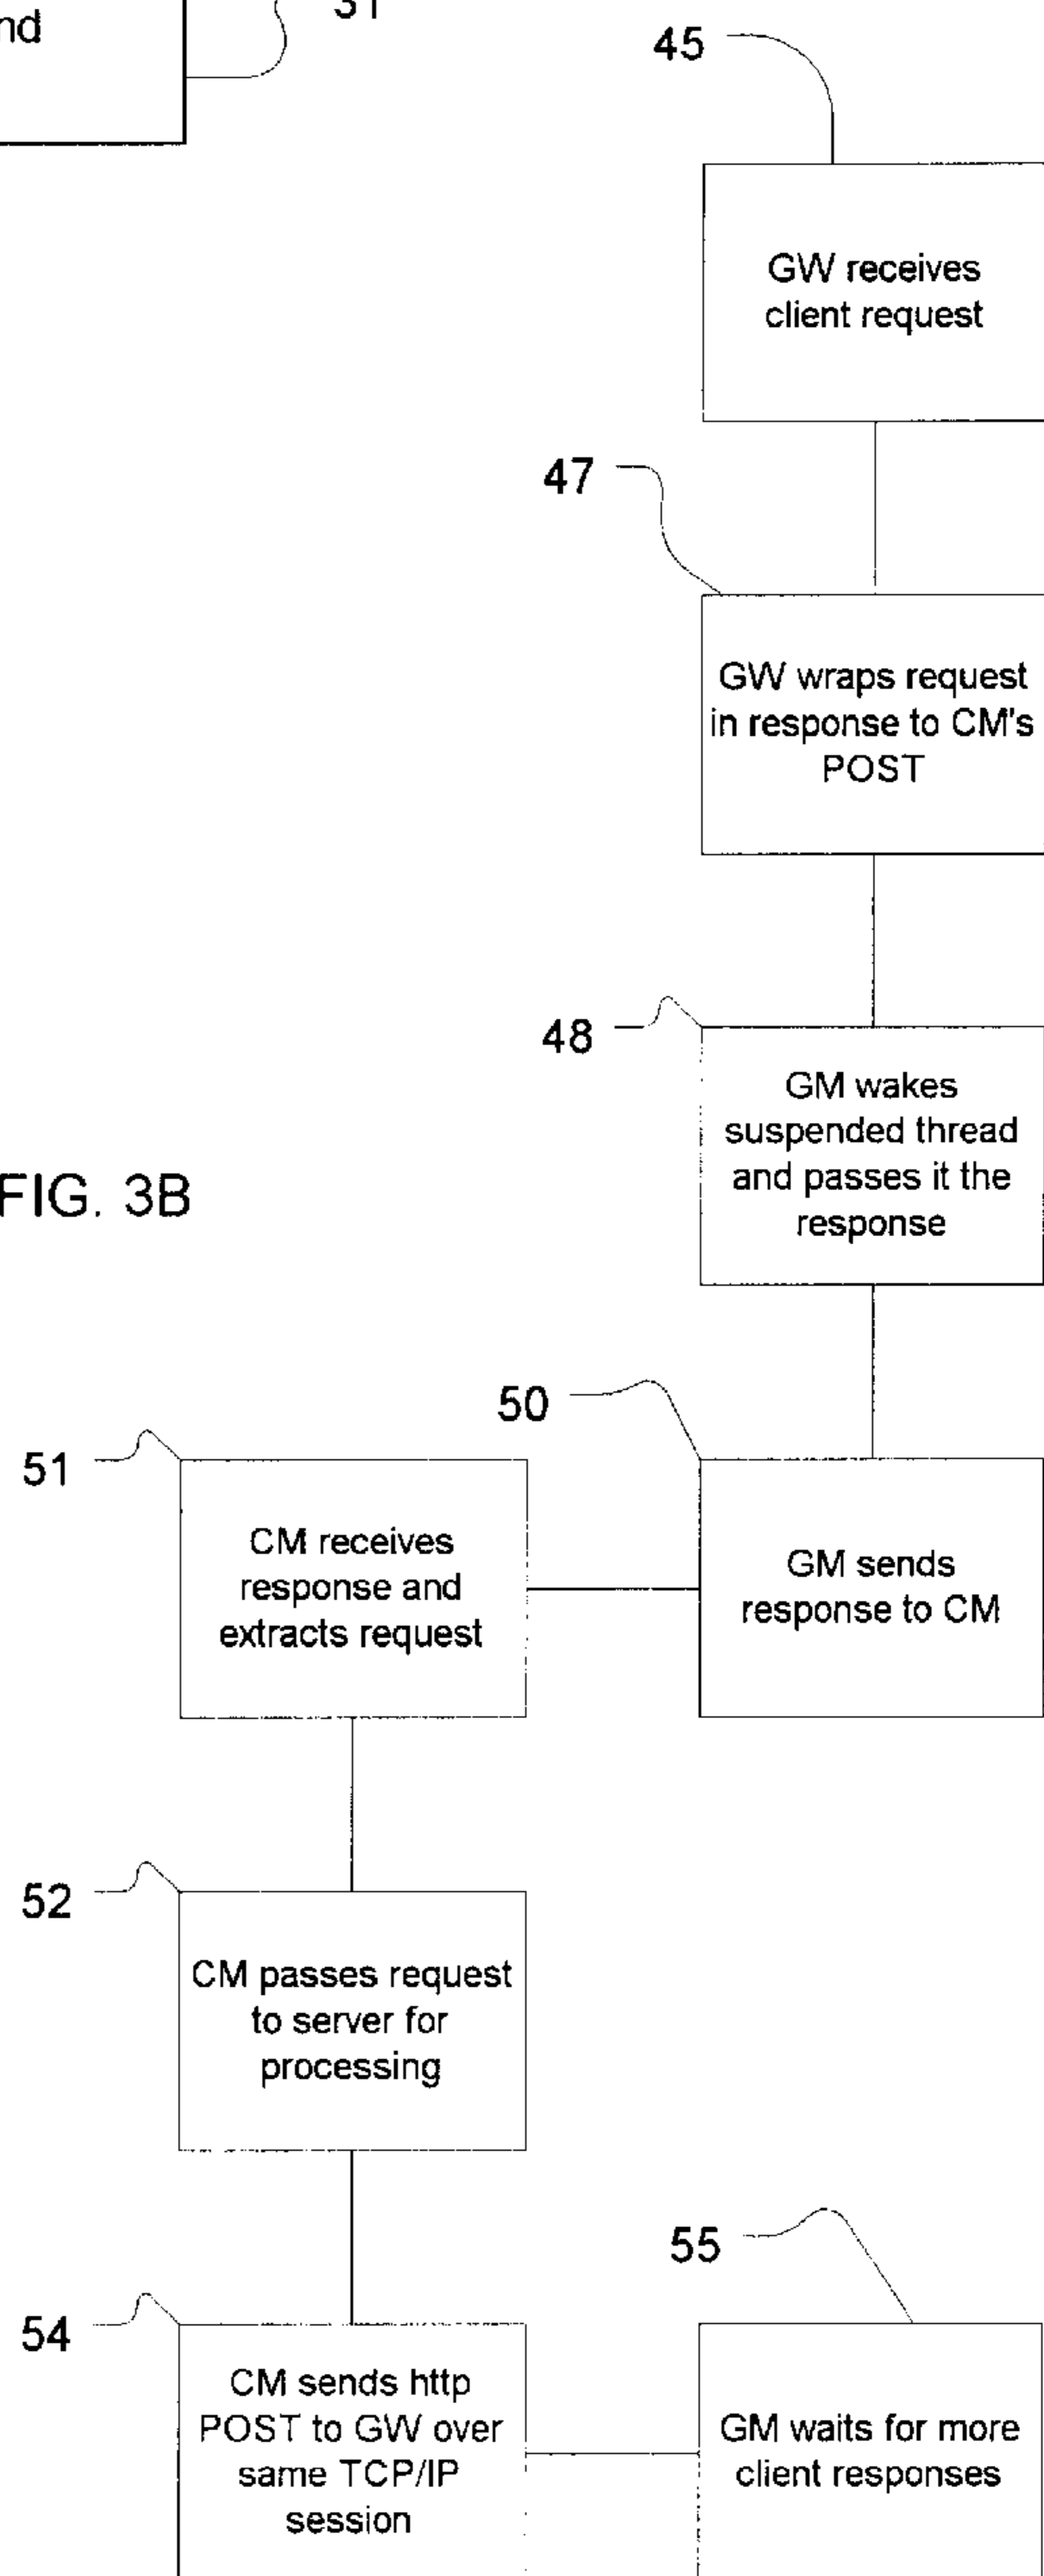 nd
31
45
GW receives
client request
47
GW wraps request
in response to CM's
POST
48
GM wakes
suspended thread
and passes it the
response
FIG. 3B
50
51
CM receives
response and
extracts request
GM sends
response to CM
52
CM passes request
to server for
processing
55
54
CM sends http
POST to GW over
same TCP/IP
session
GM waits for more
client responses